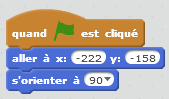 quand est cliqué
aller à x: -222 y: -158
s'orienter à 90